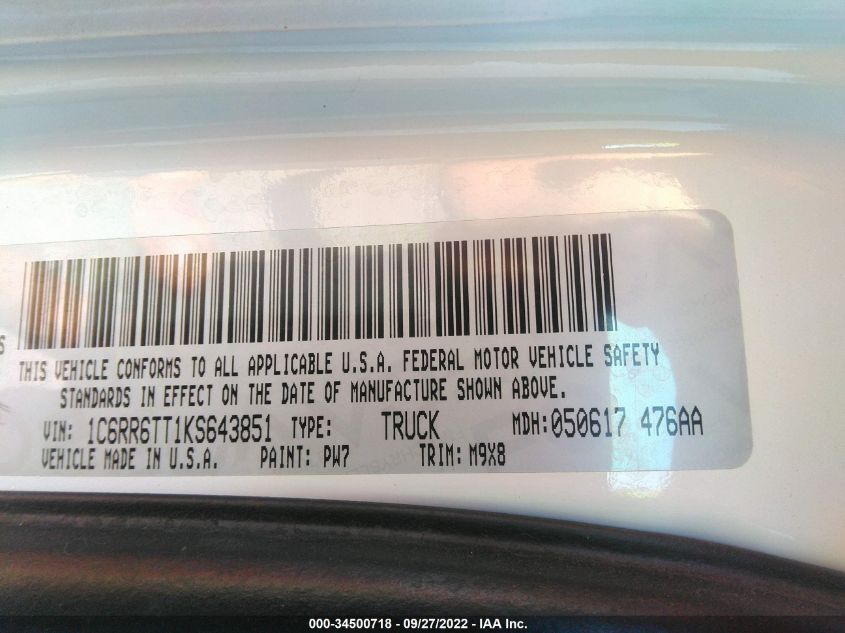 S
THIS VEHICLE CONFORMS TO ALL APPLICABLE U.S.A. FEDERAL MOTOR VEHICLE SAFETY
STANDARDS IN EFFECT ON THE DATE OF MANUFACTURE SHOWN ABOVE.
VIN: 1C6RR6TT1KS643851 TYPE: TRUCK MDH:050617 476AA
VEHICLE MADE IN U.S.A. PAINT: PW7 TRIM: M9X8
000-34500718 - 09/27/2022 - IAA Inc.